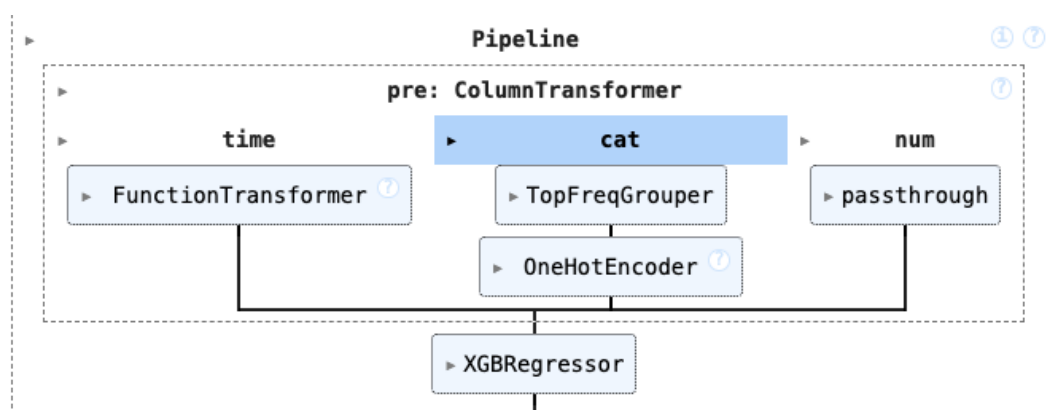 Pipeline i ?
pre: ColumnTransformer ?
time cat num
FunctionTransformer ? TopFreqGrouper passthrough
OneHotEncoder ?
XGBRegressor